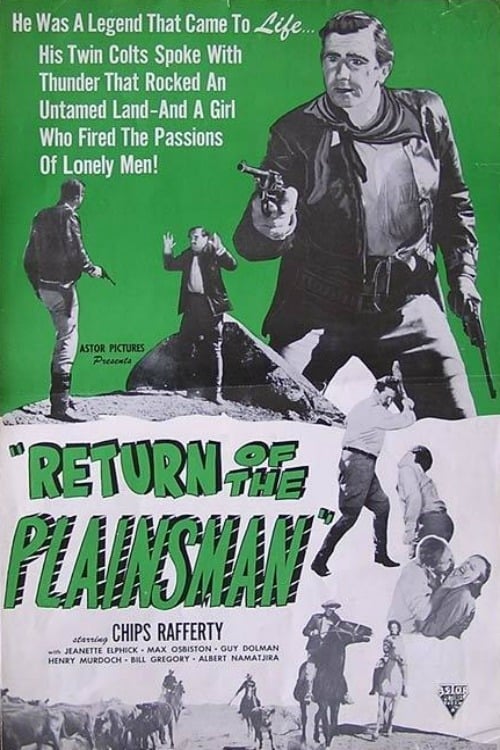 He Was A Legend That Came To Life...
His Twin Colts Spoke With
Thunder That Rocked An
Untamed Land-And A Girl
Who Fired The Passions
Of Lonely Men!
ASTOR PICTURES
Presents
"RETURN OF THE
PLAINSMAN"
starring CHIPS RAFFERTY
with JEANETTE ELPHICK • MAX OSBISTON • GUY DOLMAN
HENRY MURDOCH • BILL GREGORY • ALBERT NAMATJIRA
ASTOR